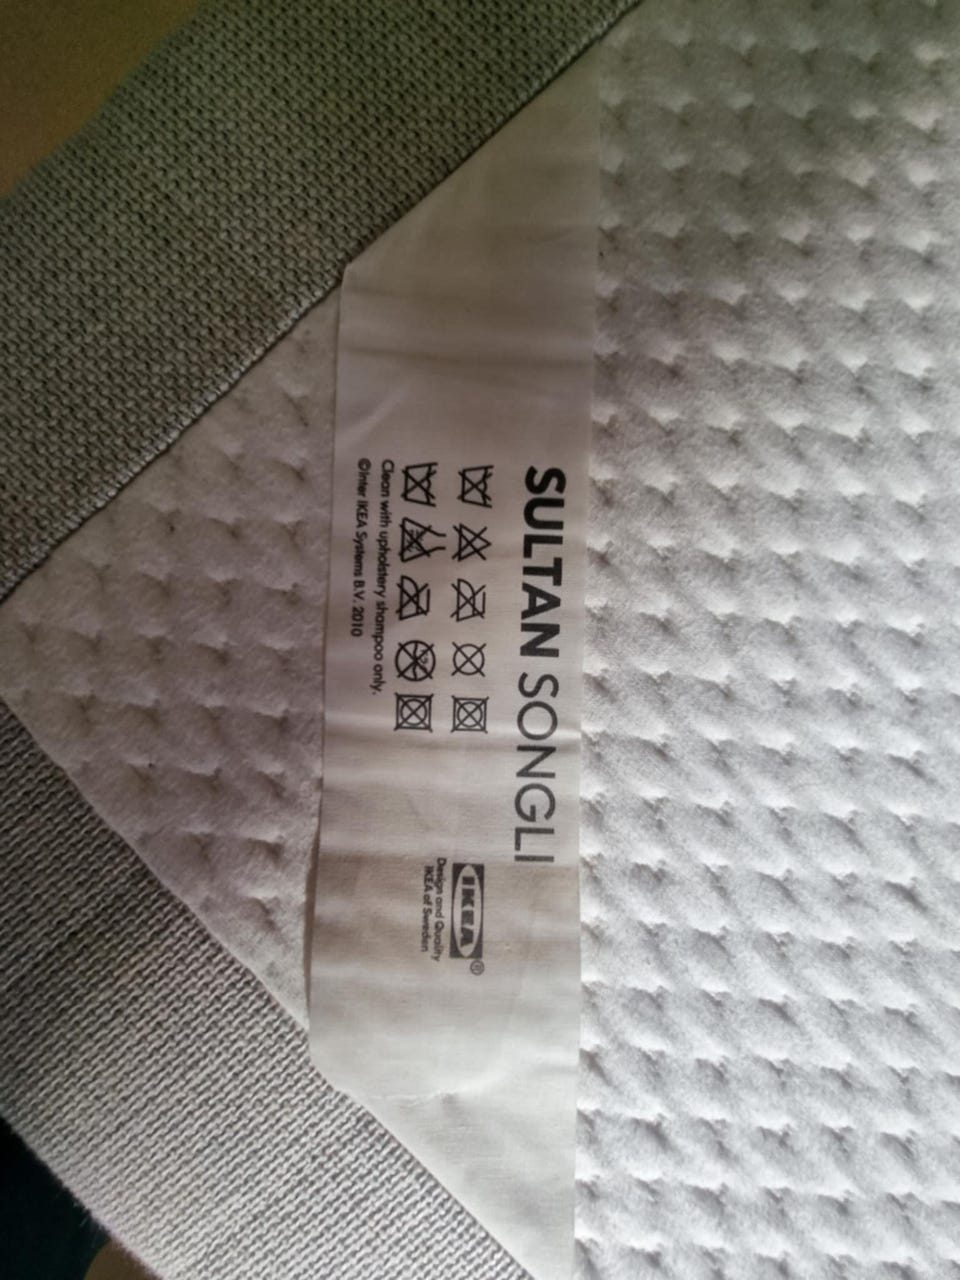 SULTAN SONGLI
Clean with upholstery shampoo only.
©Inter IKEA Systems B.V. 2010
IKEA®
Design and Quality
IKEA of Sweden